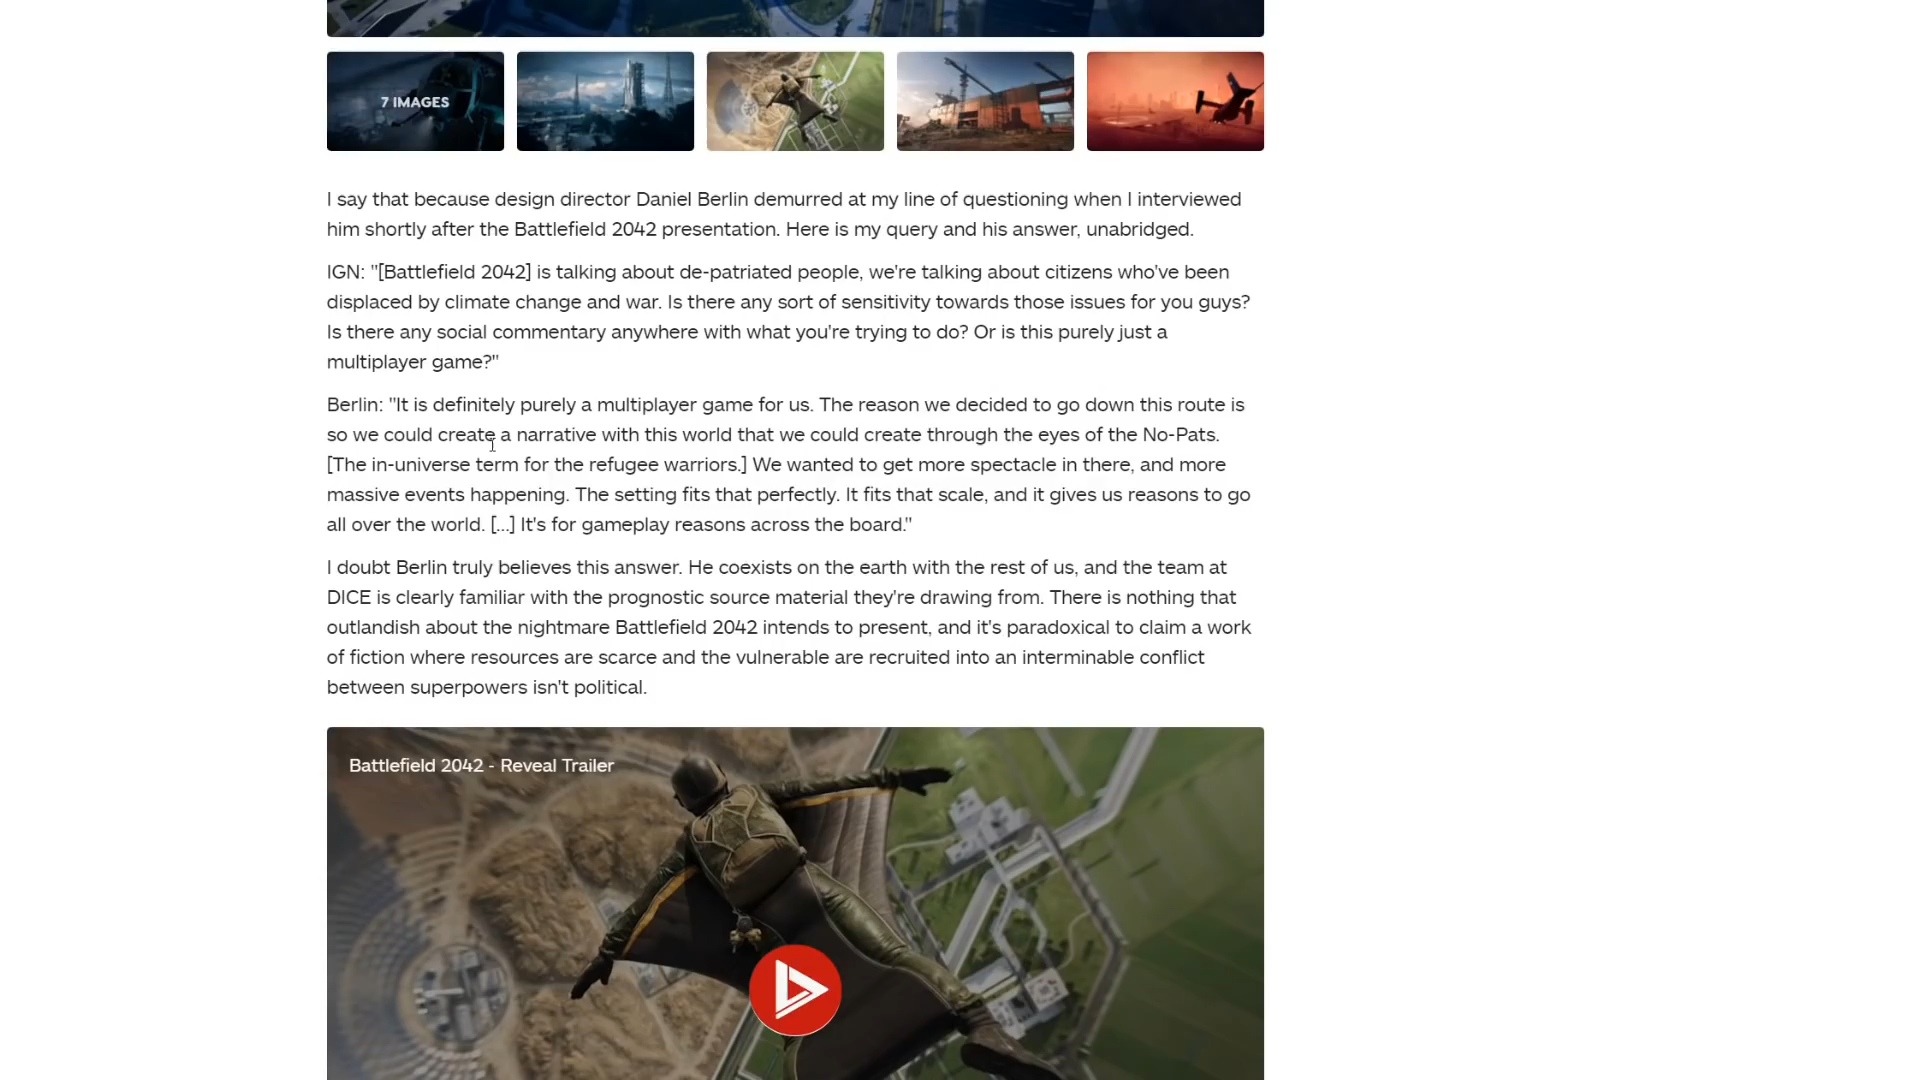 7 IMAGES
I say that because design director Daniel Berlin demurred at my line of questioning when I interviewed
him shortly after the Battlefield 2042 presentation. Here is my query and his answer, unabridged.
IGN: "[Battlefield 2042] is talking about de-patriated people, we're talking about citizens who've been
displaced by climate change and war. Is there any sort of sensitivity towards those issues for you guys?
Is there any social commentary anywhere with what you're trying to do? Or is this purely just a
multiplayer game?"
Berlin: "It is definitely purely a multiplayer game for us. The reason we decided to go down this route is
so we could create a narrative with this world that we could create through the eyes of the No-Pats.
[The in-universe term for the refugee warriors.] We wanted to get more spectacle in there, and more
massive events happening. The setting fits that perfectly. It fits that scale, and it gives us reasons to go
all over the world. [...] It's for gameplay reasons across the board."
I doubt Berlin truly believes this answer. He coexists on the earth with the rest of us, and the team at
DICE is clearly familiar with the prognostic source material they're drawing from. There is nothing that
outlandish about the nightmare Battlefield 2042 intends to present, and it's paradoxical to claim a work
of fiction where resources are scarce and the vulnerable are recruited into an interminable conflict
between superpowers isn't political.
Battlefield 2042 - Reveal Trailer